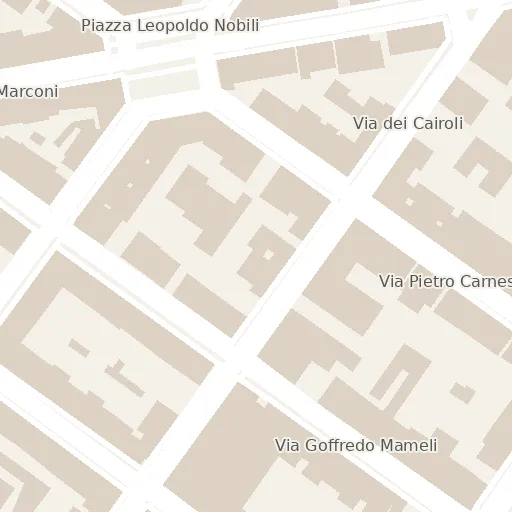 Piazza Leopoldo Nobili
Marconi
Via dei Cairoli
Via Pietro Carnes
Via Goffredo Mameli